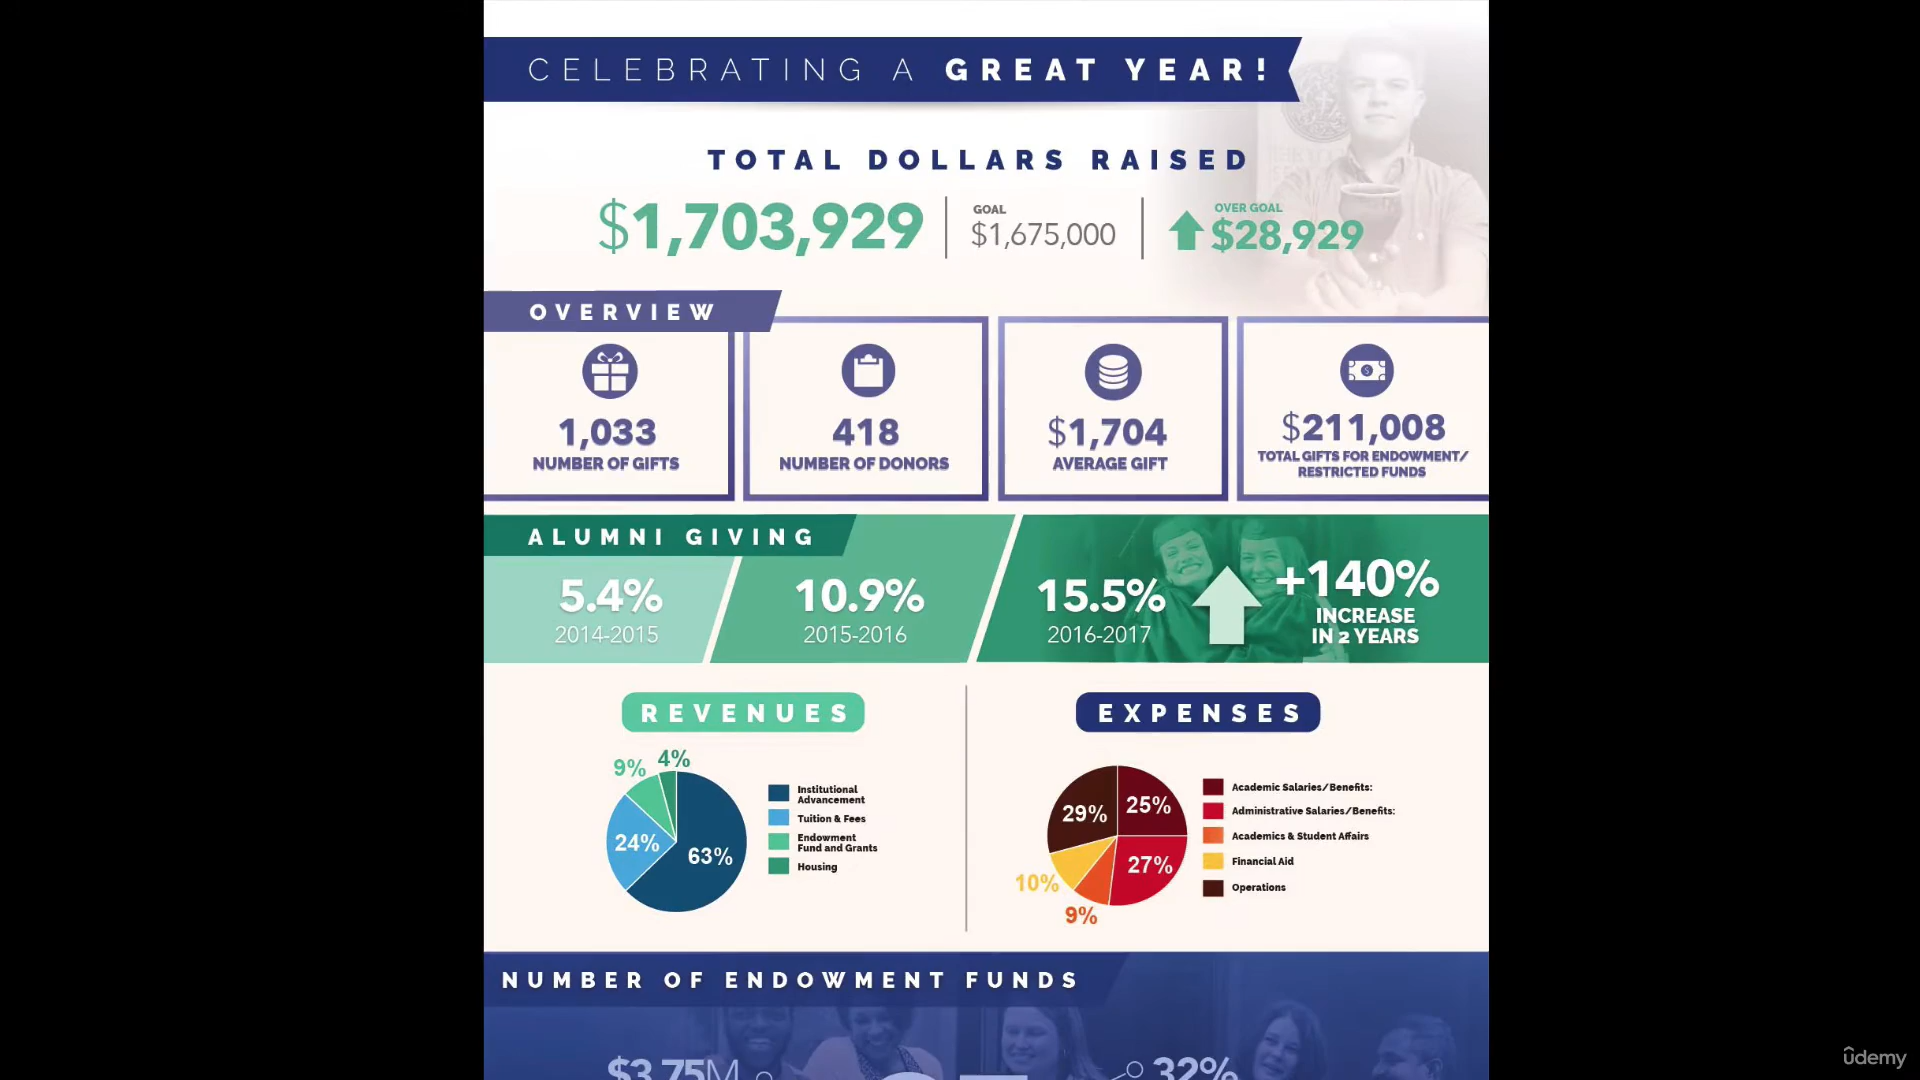 CELEBRATING A GREAT YEAR!
TOTAL DOLLARS RAISED
$1,703,929
GOAL
$1,675,000
OVER GOAL
$28,929
OVERVIEW
1,033
NUMBER OF GIFTS
418
NUMBER OF DONORS
$1,704
AVERAGE GIFT
$211,008
TOTAL GIFTS FOR ENDOWMENT/
RESTRICTED FUNDS
ALUMNI GIVING
5.4%
2014-2015
10.9%
2015-2016
15.5%
2016-2017
+140%
INCREASE
IN 2 YEARS
REVENUES
9%
4%
24%
63%
Institutional
Advancement
Tuition & Fees
Endowment
Fund and Grants
Housing
EXPENSES
29%
25%
27%
10%
9%
Academic Salaries/Benefits:
Administrative Salaries/Benefits:
Academics & Student Affairs
Financial Aid
Operations
NUMBER OF ENDOWMENT FUNDS
$3.75M
32%
ûdemy